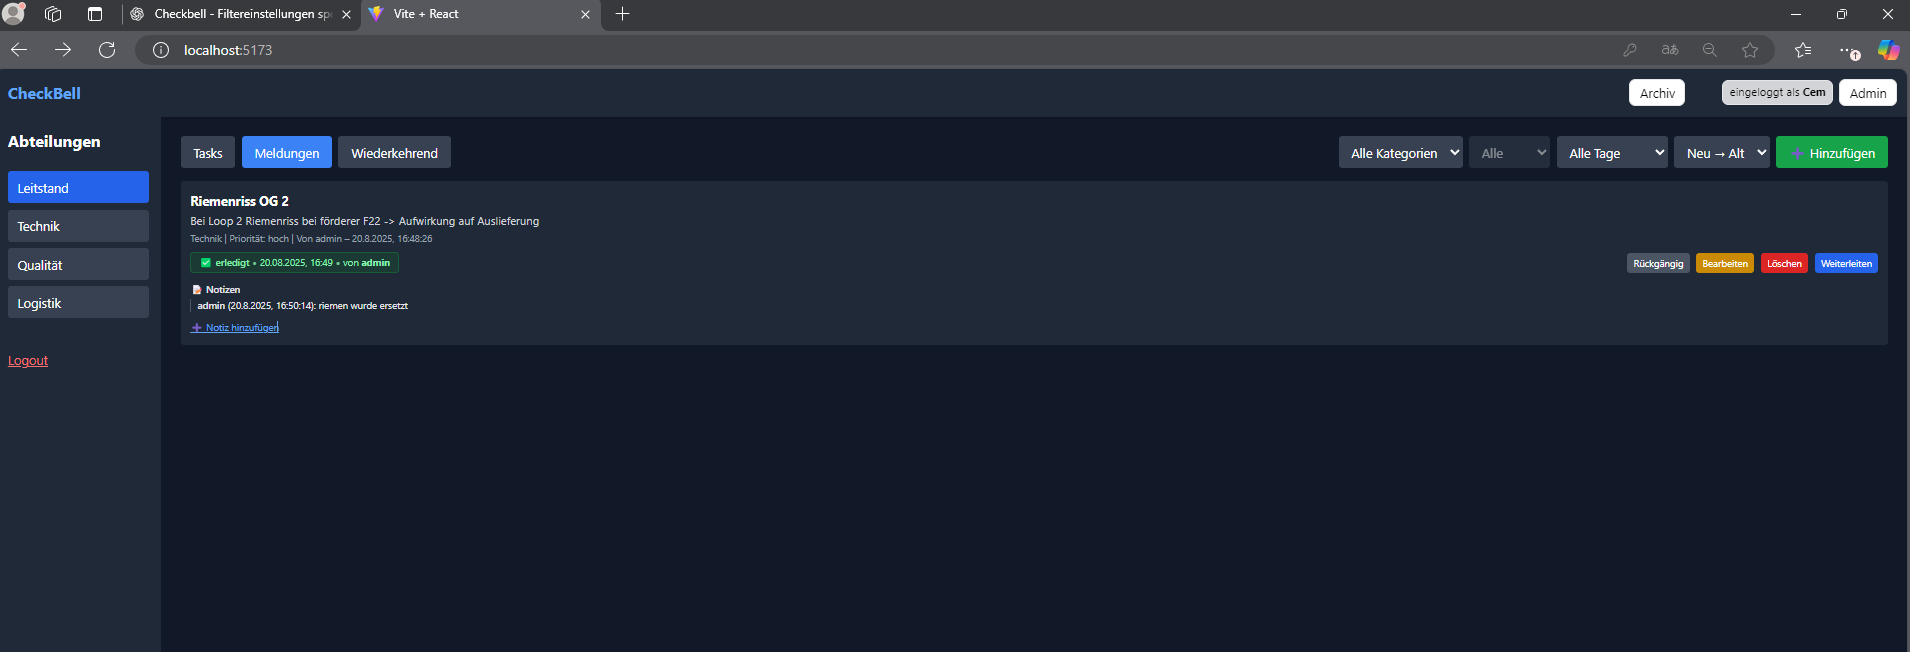 Checkbell - Filtereinstellungen sp
Vite + React
localhost:5173
CheckBell
Archiv
eingeloggt als Cem
Admin
Abteilungen
Leitstand
Technik
Qualität
Logistik
Logout
Tasks
Meldungen
Wiederkehrend
Alle Kategorien
Alle
Alle Tage
Neu → Alt
Hinzufügen
Riemenriss OG 2
Bei Loop 2 Riemenriss bei förderer F22 -> Aufwirkung auf Auslieferung
Technik | Priorität: hoch | Von admin – 20.8.2025, 16:48:26
erledigt • 20.08.2025, 16:49 • von admin
Rückgängig
Bearbeiten
Löschen
Weiterleiten
Notizen
admin (20.8.2025, 16:50:14): riemen wurde ersetzt
Notiz hinzufügen